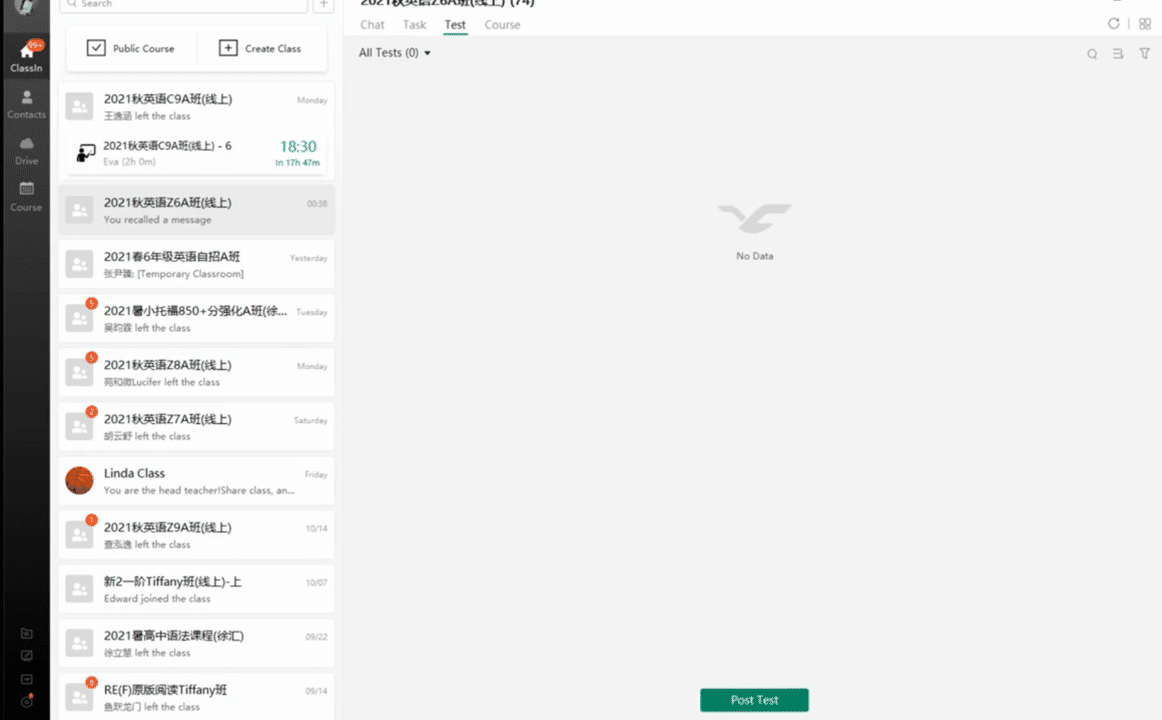 Search
2021秋英语Z6A班(线上) (74)
Chat Task Test Course
All Tests (0)
99+
ClassIn
Contacts
Drive
Course
Public Course
Create Class
2021秋英语C9A班(线上) Monday
王逸涵 left the class
2021秋英语C9A班(线上) - 6 18:30
Eva (2h 0m) In 17h 47m
2021秋英语Z6A班(线上) 00:38
You recalled a message
2021春6年级英语自招A班 Yesterday
张尹臻: [Temporary Classroom]
5
2021暑小托福850+分强化A班(徐... Tuesday
吴昀霖 left the class
5
2021秋英语Z8A班(线上) Monday
苑和微Lucifer left the class
2
2021秋英语Z7A班(线上) Saturday
胡云舒 left the class
Linda Class Friday
You are the head teacher!Share class, an...
1
2021秋英语Z9A班(线上) 10/14
查泓逸 left the class
新2一阶Tiffany班(线上)-上 10/07
Edward joined the class
2021暑高中语法课程(徐汇) 09/22
徐立慧 left the class
8
RE(F)原版阅读Tiffany班 09/14
鱼跃龙门 left the class
No Data
Post Test